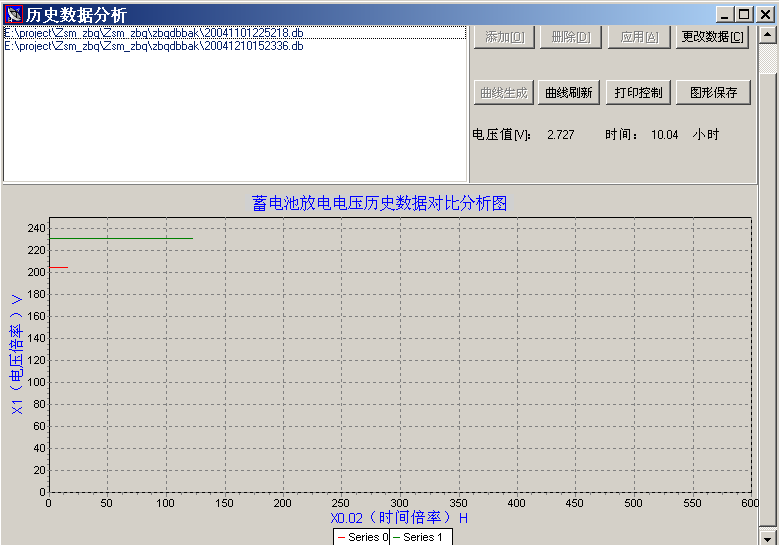 历史数据分析
E:\project\Zsm_zbq\Zsm_zbq\zbqdbbak\20041101225218.db
E:\project\Zsm_zbq\Zsm_zbq\zbqdbbak\20041210152336.db
添加[O] 删除[D] 应用[A] 更改数据[C]
曲线生成 曲线刷新 打印控制 图形保存
电压值[V]: 2.727 时间: 10.04 小时
蓄电池放电电压历史数据对比分析图
240
220
200
180
160
140
120
100
80
60
40
20
0
X1(电压倍率)V
0 50 100 150 200 250 300 350 400 450 500 550 600
X0.02(时间倍率)H
Series 0 Series 1